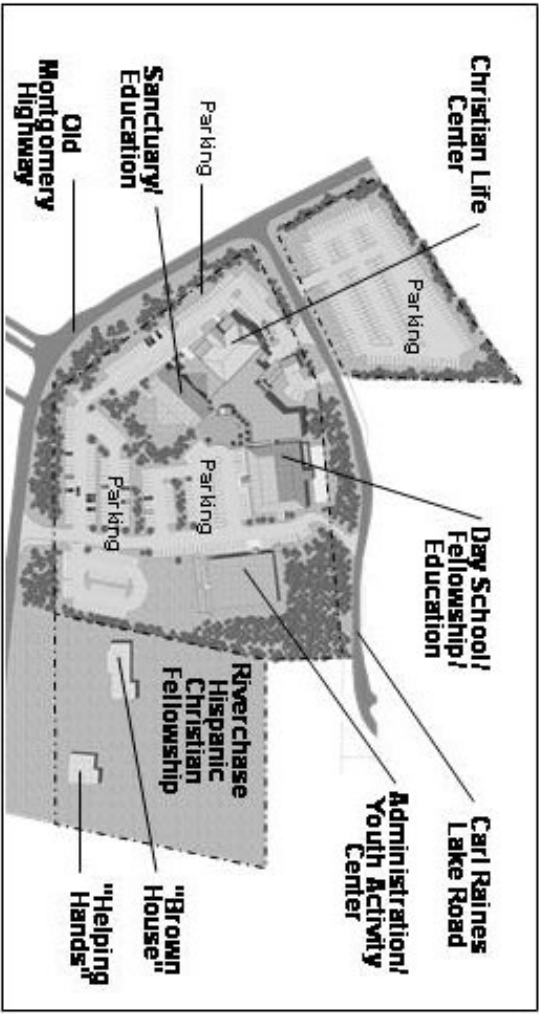 Christian Life
Center
Parking
Day School/
Fellowship/
Education
Carl Raines
Lake Road
Administration/
Youth Activity
Center
Parking
Sanctuary/
Education
Parking
Parking
Riverchase
Hispanic
Christian
Fellowship
"Brown
House"
"Helping
Hands"
Old
Montgomery
Highway